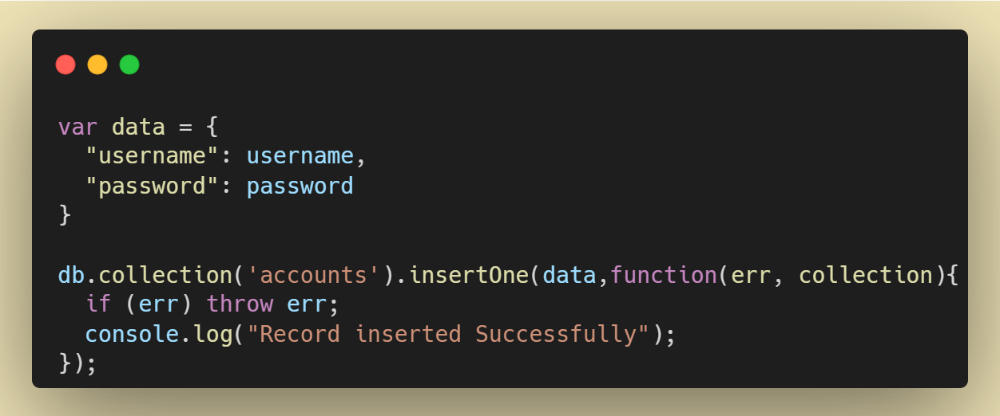 var data = {
  "username": username,
  "password": password
}

db.collection('accounts').insertOne(data,function(err, collection){
  if (err) throw err;
  console.log("Record inserted Successfully");
});